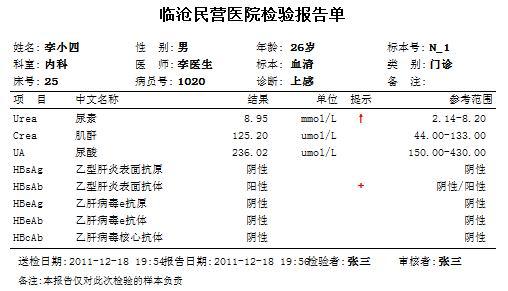 临沧民营医院检验报告单
姓名: 李小四 性 别: 男 年龄: 26岁 标本号: N_1
科室: 内科 医 师: 李医生 标本: 血清 类 别: 门诊
床号: 25 病员号: 1020 诊断: 上感 备 注:
项 目 中文名称 结果 单位 提示 参考范围
Urea 尿素 8.95 mmol/L ↑ 2.14-8.20
Crea 肌酐 125.20 umol/L 44.00-133.00
UA 尿酸 236.02 umol/L 150.00-430.00
HBsAg 乙型肝炎表面抗原 阴性 阴性
HBsAb 乙型肝炎表面抗体 阳性 + 阴性/阳性
HBeAg 乙肝病毒e抗原 阴性 阴性
HBeAb 乙肝病毒e抗体 阴性 阴性
HBcAb 乙肝病毒核心抗体 阴性 阴性
送检日期: 2011-12-18 19:54 报告日期: 2011-12-18 19:56 检验者: 张三 审核者: 张三
备注: 本报告仅对此次检验的样本负责